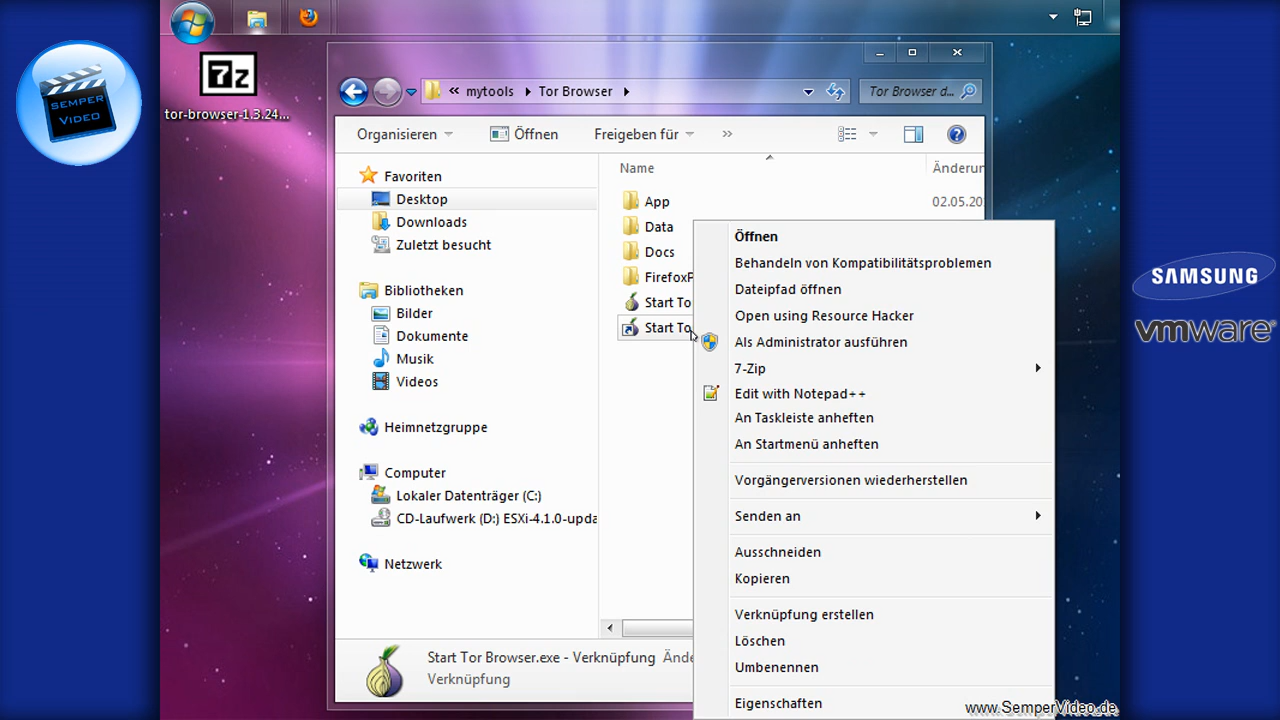 SEMPER
VIDEO
7z
tor-browser-1.3.24...
« mytools Tor Browser
Tor Browser d...
Organisieren Öffnen Freigeben für »
Name Änderun
Favoriten
Desktop
Downloads
Zuletzt besucht
Bibliotheken
Bilder
Dokumente
Musik
Videos
Heimnetzgruppe
Computer
Lokaler Datenträger (C:)
CD-Laufwerk (D:) ESXi-4.1.0-upda
Netzwerk
App 02.05.20
Data
Docs
FirefoxP
Start To
Start To
Öffnen
Behandeln von Kompatibilitätsproblemen
Dateipfad öffnen
Open using Resource Hacker
Als Administrator ausführen
7-Zip
Edit with Notepad++
An Taskleiste anheften
An Startmenü anheften
Vorgängerversionen wiederherstellen
Senden an
Ausschneiden
Kopieren
Verknüpfung erstellen
Löschen
Umbenennen
Eigenschaften
Start Tor Browser.exe - Verknüpfung Ände
Verknüpfung
SAMSUNG
vmware
www.SemperVideo.de